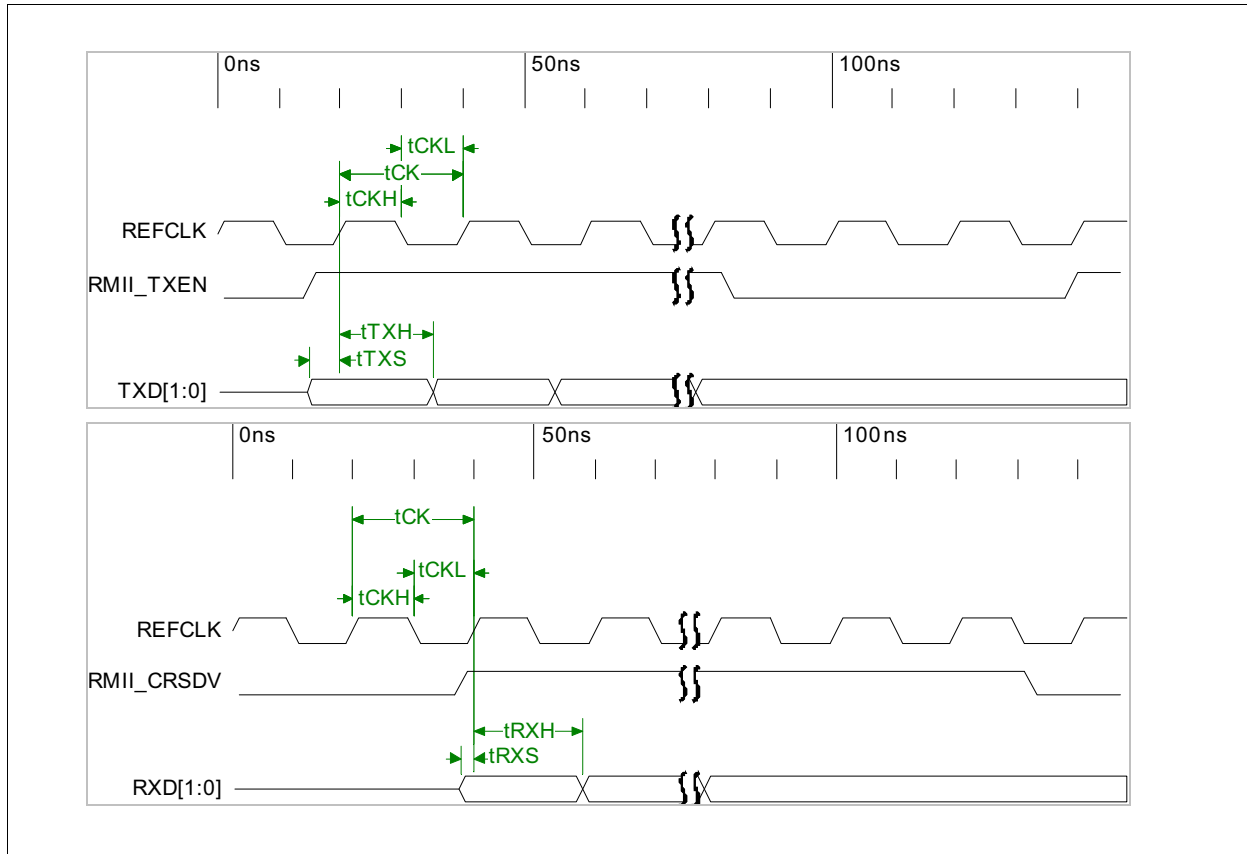 0ns 50ns 100ns
tCKL
tCK
tCKH
REFCLK
RMII_TXEN
tTXH
tTXS
TXD[1:0]
0ns 50ns 100ns
tCK
tCKL
tCKH
REFCLK
RMII_CRSDV
tRXH
tRXS
RXD[1:0]